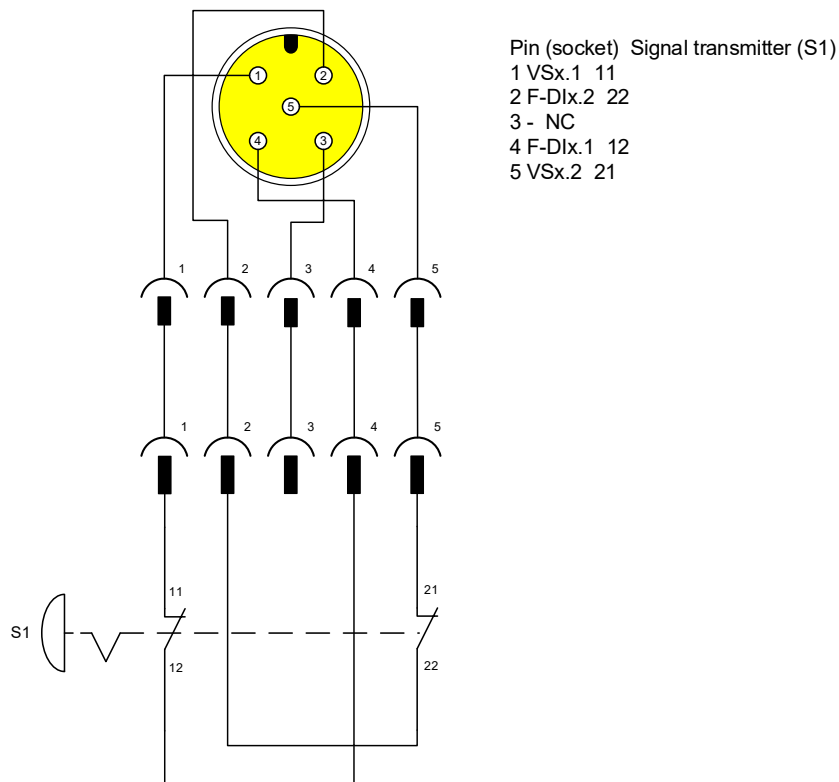 Pin (socket) Signal transmitter (S1)
1 VSx.1 11
2 F-DIx.2 22
3 - NC
4 F-DIx.1 12
5 VSx.2 21
1 2
5
4 3
1 2 3 4 5
1 2 3 4 5
11 21
S1
12 22